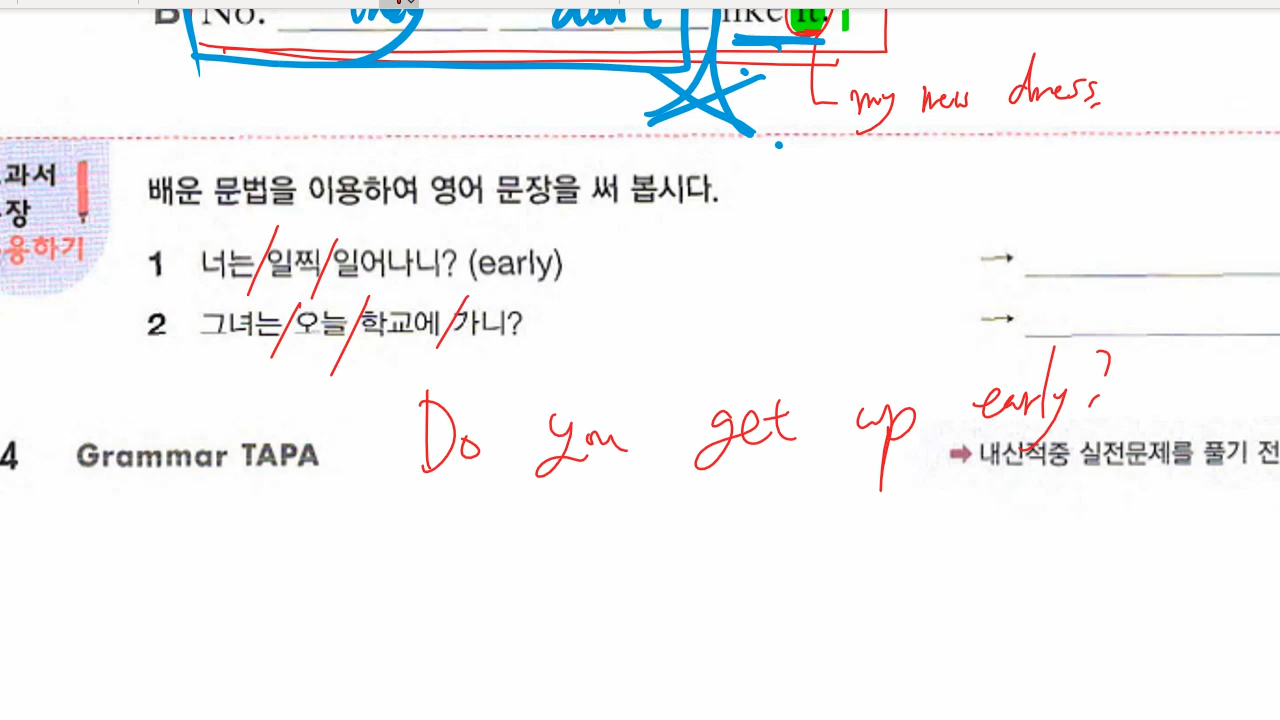 B No. they don't like it.
my new dress.
과서
장
용하기
배운 문법을 이용하여 영어 문장을 써 봅시다.
1 너는/일찍/일어나니? (early) →
2 그녀는/오늘/학교에/가니? →
Do you get up early?
4 Grammar TAPA
➡ 내신적중 실전문제를 풀기 전